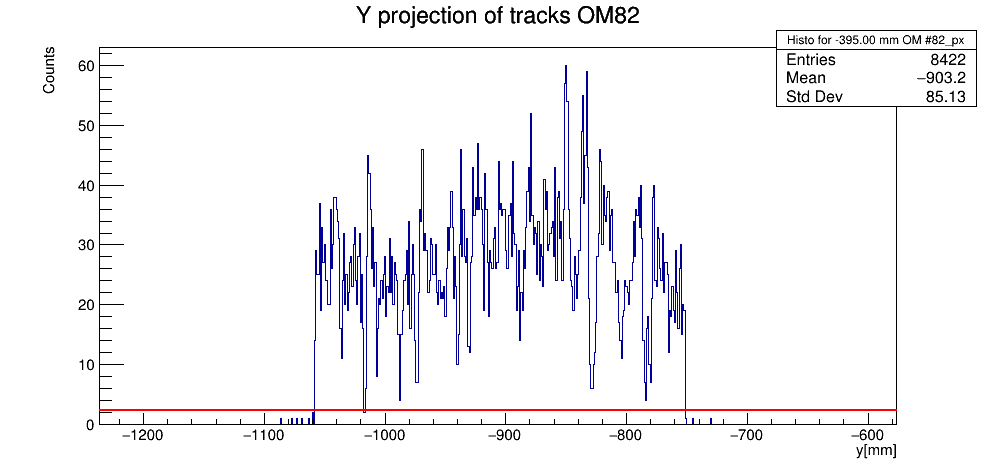 Y projection of tracks OM82
Histo for -395.00 mm OM #82_px
Entries 8422
Mean −903.2
Std Dev 85.13
Counts
60
50
40
30
20
10
0
−1200 −1100 −1000 −900 −800 −700 −600
y[mm]